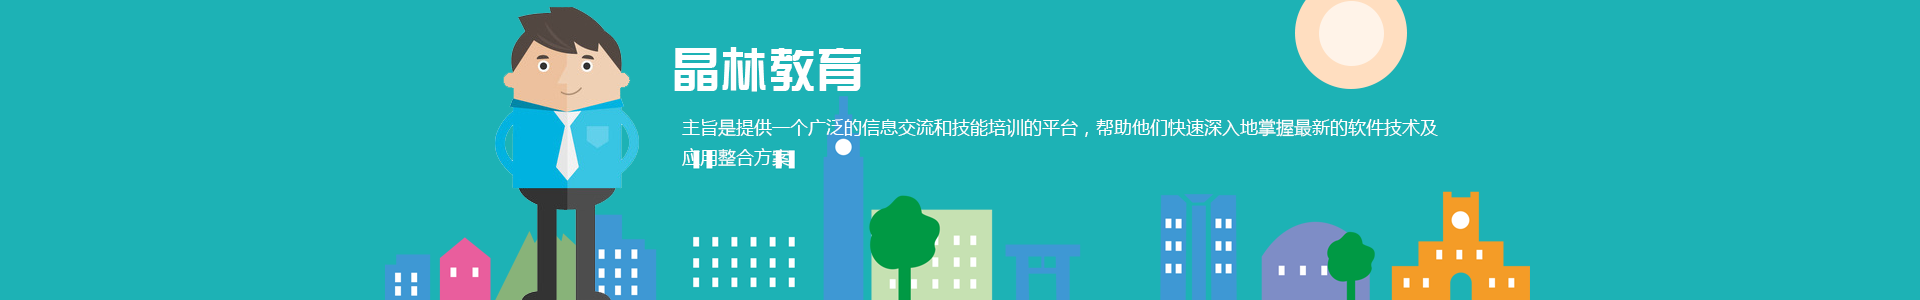 晶林教育
主旨是提供一个广泛的信息交流和技能培训的平台，帮助他们快速深入地掌握最新的软件技术及
应用整合方案